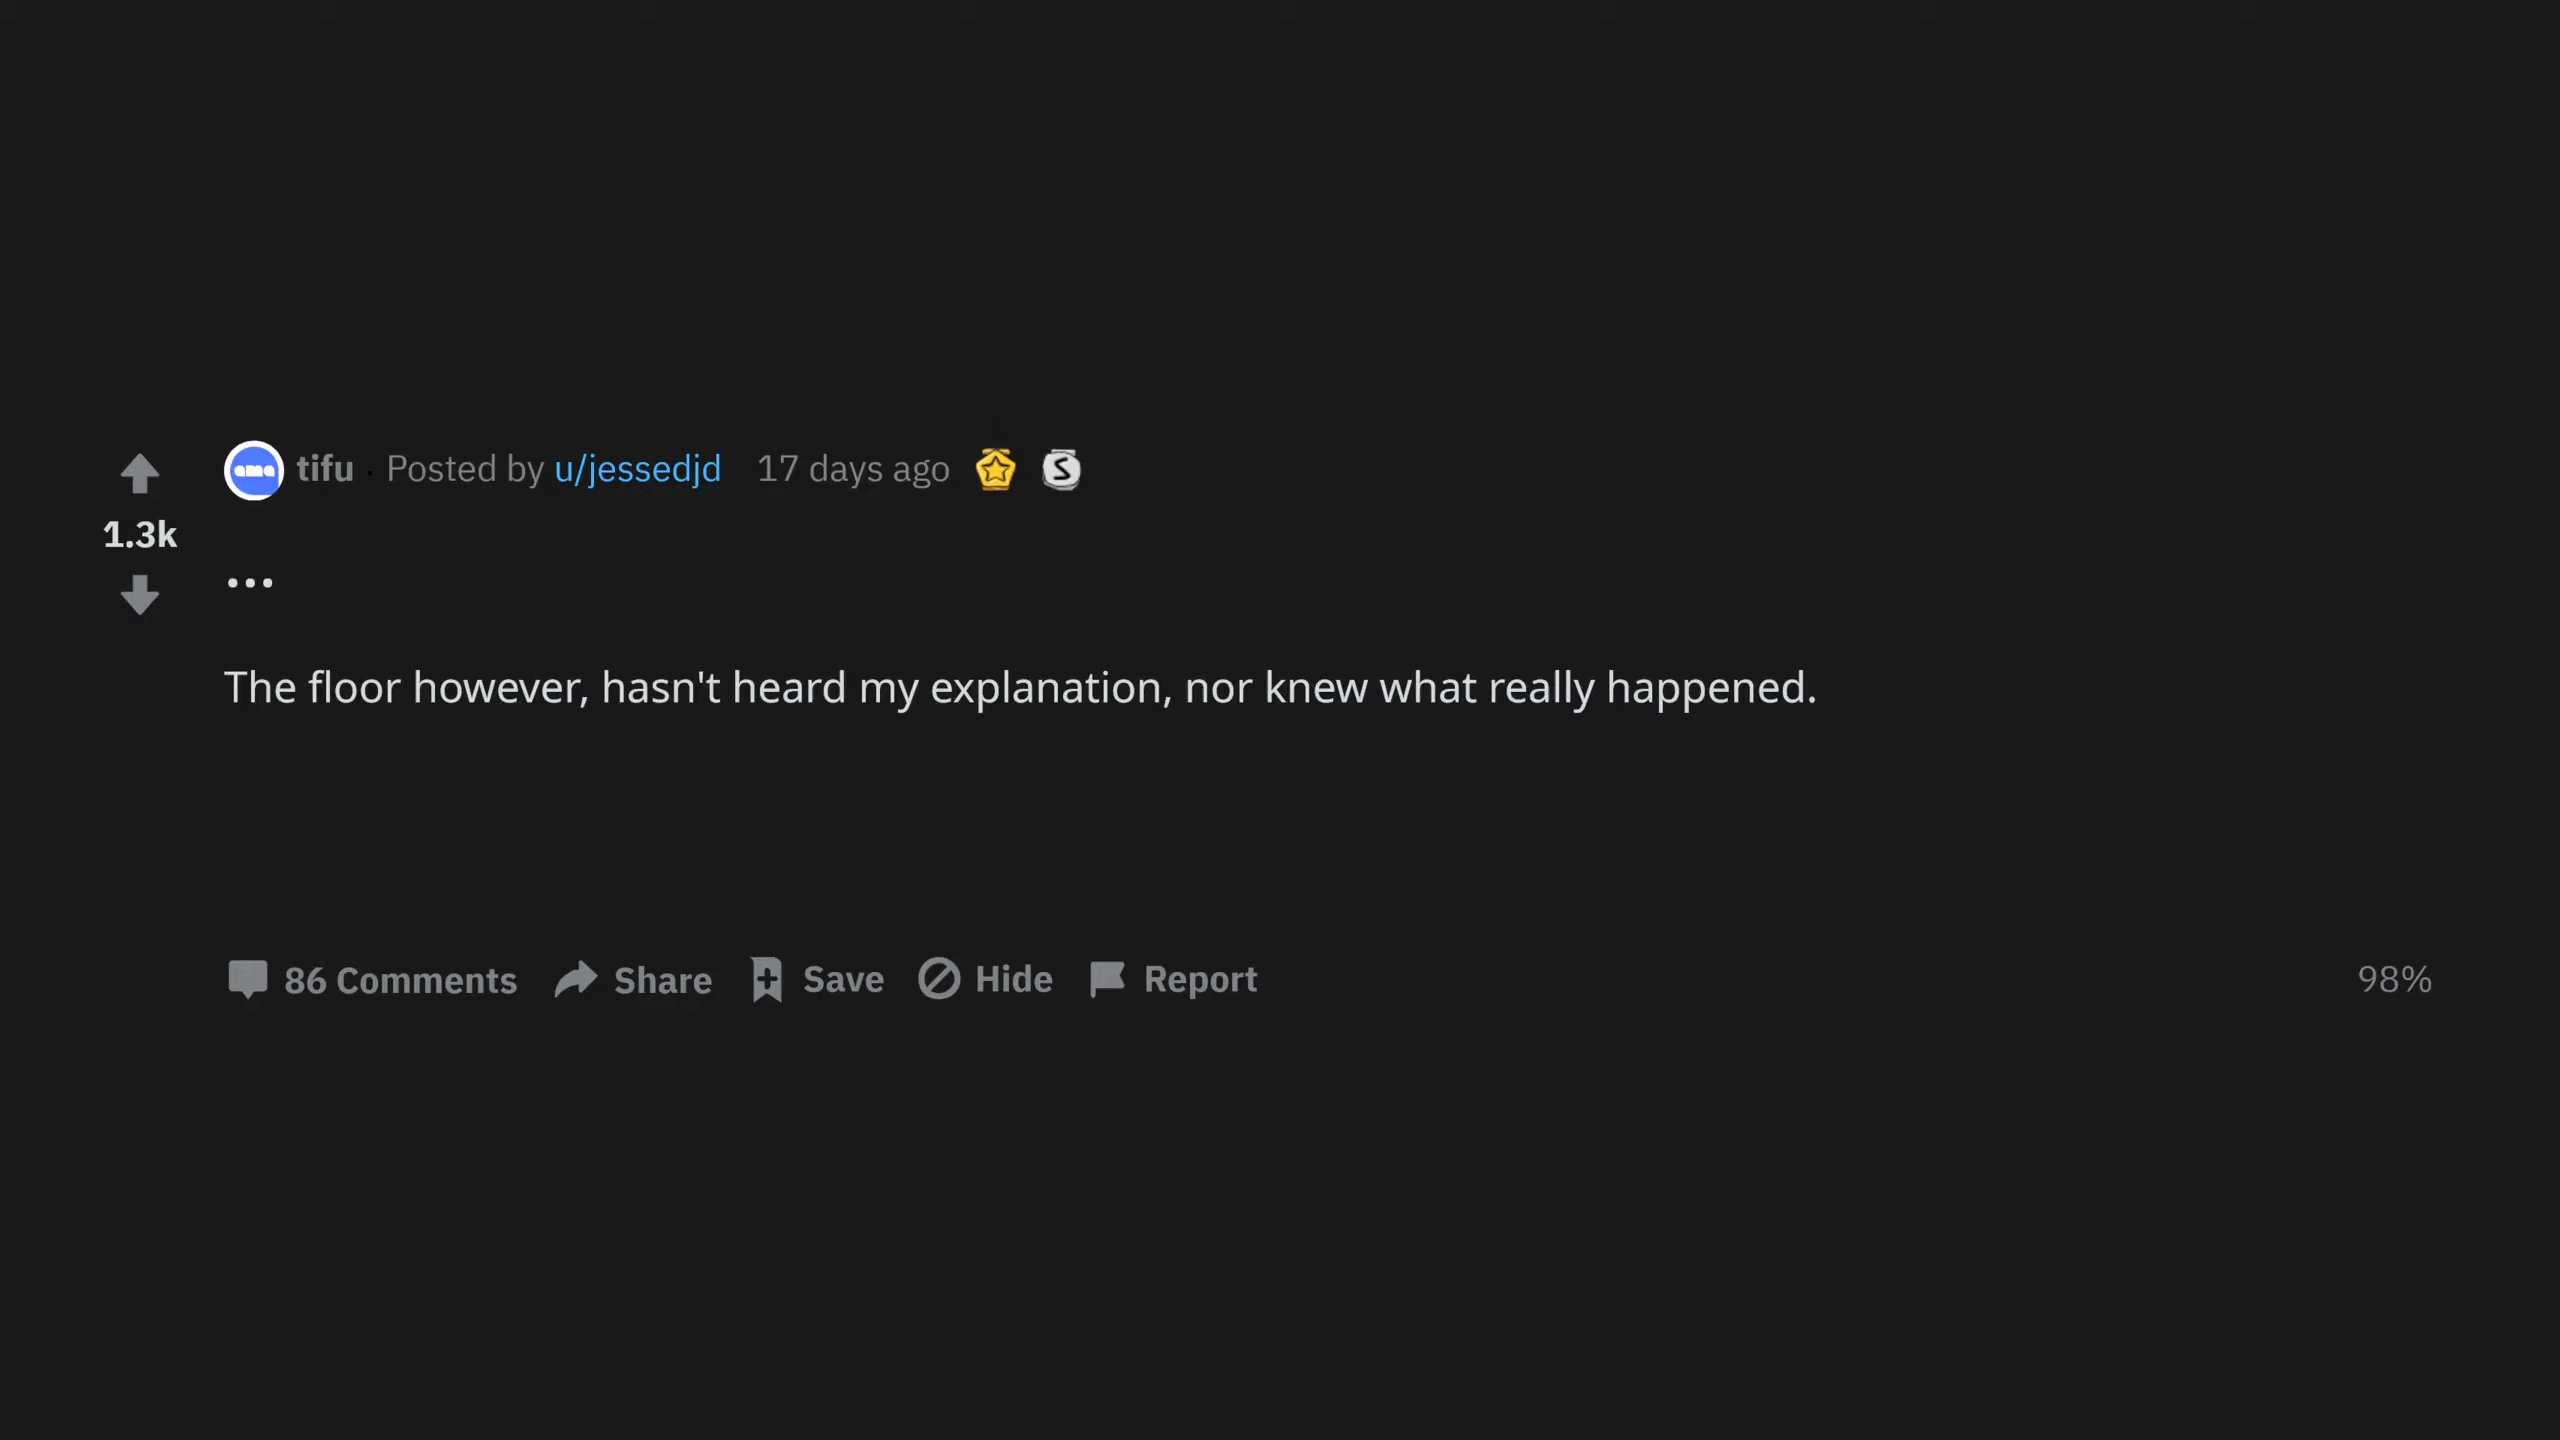 tifu · Posted by u/jessedjd 17 days ago
1.3k
...
The floor however, hasn't heard my explanation, nor knew what really happened.
86 Comments Share Save Hide Report 98%